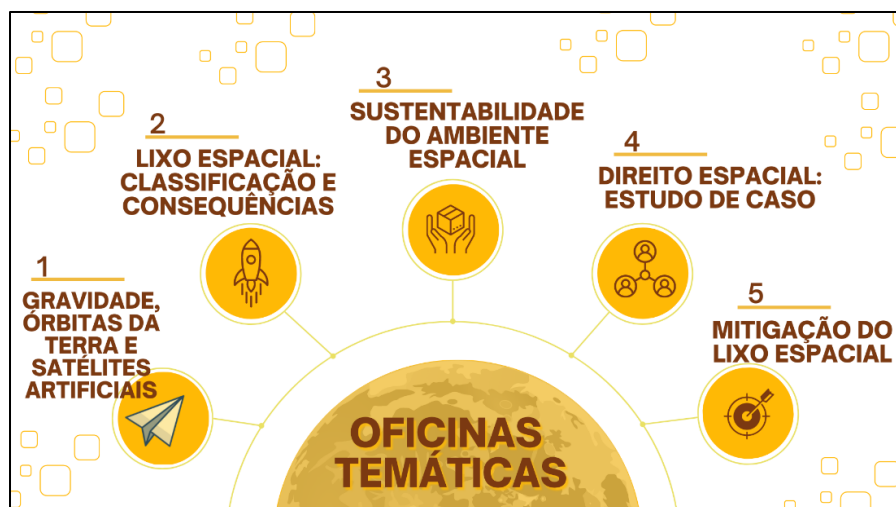 1
GRAVIDADE,
ÓRBITAS DA
TERRA E
SATÉLITES
ARTIFICIAIS
2
LIXO ESPACIAL:
CLASSIFICAÇÃO E
CONSEQUÊNCIAS
3
SUSTENTABILIDADE
DO AMBIENTE
ESPACIAL
4
DIREITO ESPACIAL:
ESTUDO DE CASO
5
MITIGAÇÃO DO
LIXO ESPACIAL
OFICINAS
TEMÁTICAS